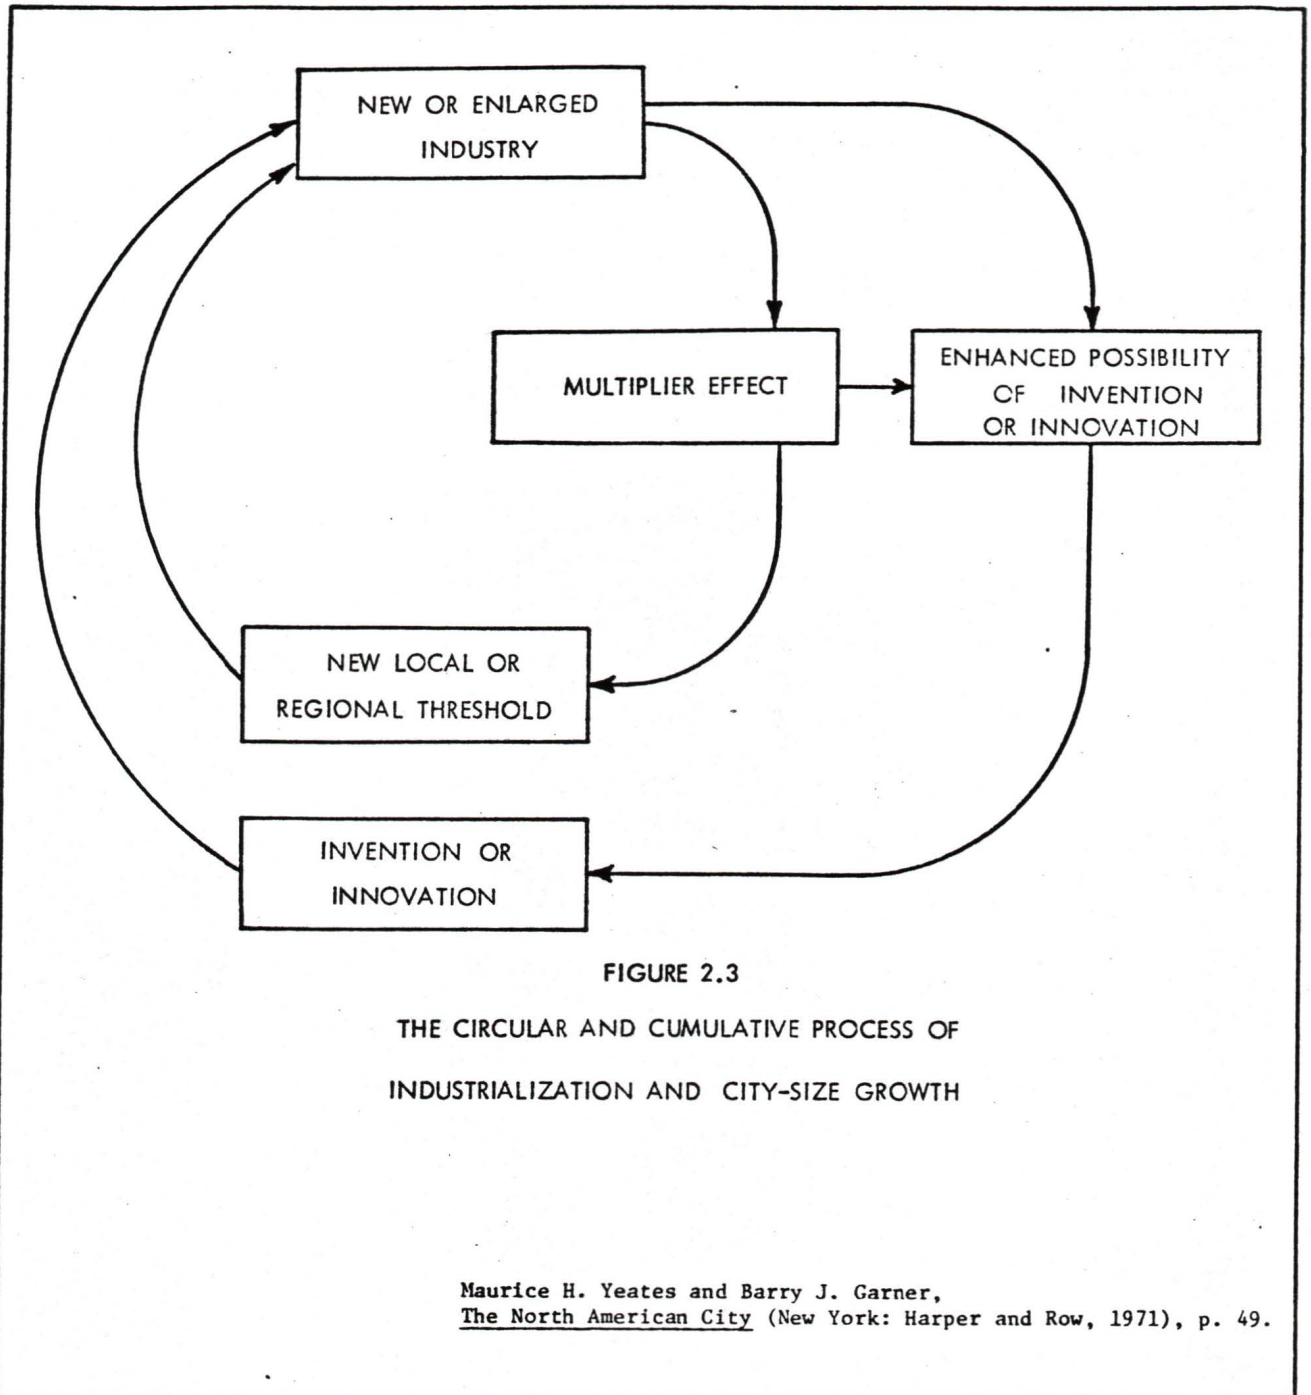 NEW OR ENLARGED
INDUSTRY
MULTIPLIER EFFECT
ENHANCED POSSIBILITY
OF INVENTION
OR INNOVATION
NEW LOCAL OR
REGIONAL THRESHOLD
INVENTION OR
INNOVATION
FIGURE 2.3
THE CIRCULAR AND CUMULATIVE PROCESS OF
INDUSTRIALIZATION AND CITY-SIZE GROWTH
Maurice H. Yeates and Barry J. Garner,
The North American City (New York: Harper and Row, 1971), p. 49.